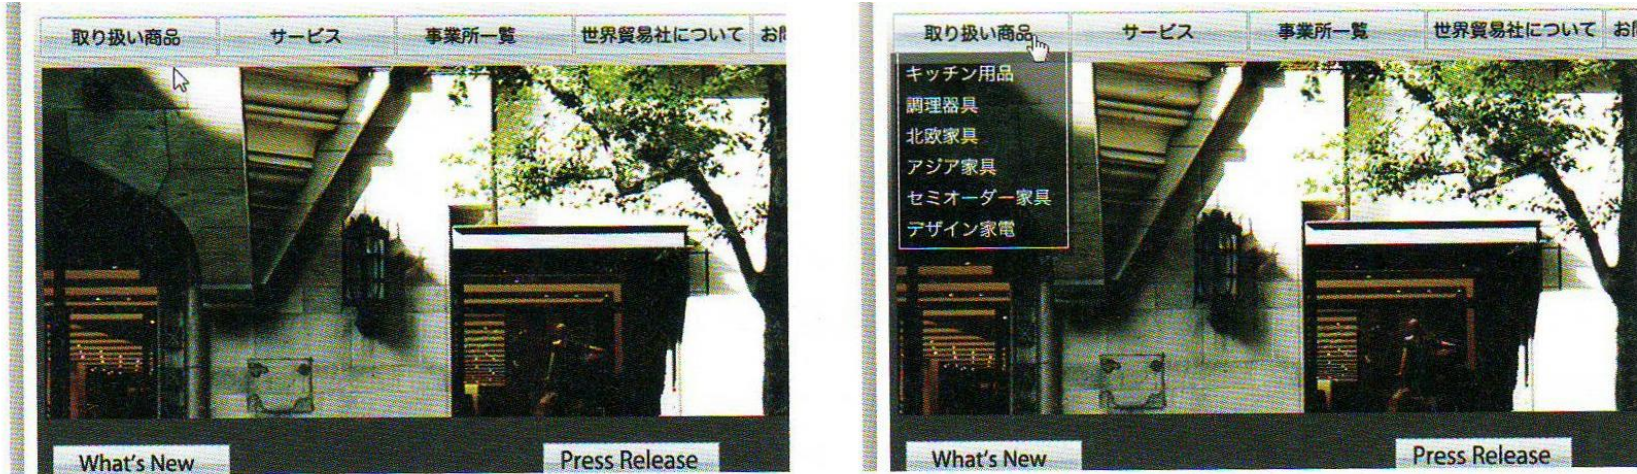 取り扱い商品 サービス 事業所一覧 世界貿易社について お問
What's New Press Release
取り扱い商品 サービス 事業所一覧 世界貿易社について お問
キッチン用品
調理器具
北欧家具
アジア家具
セミオーダー家具
デザイン家電
What's New Press Release